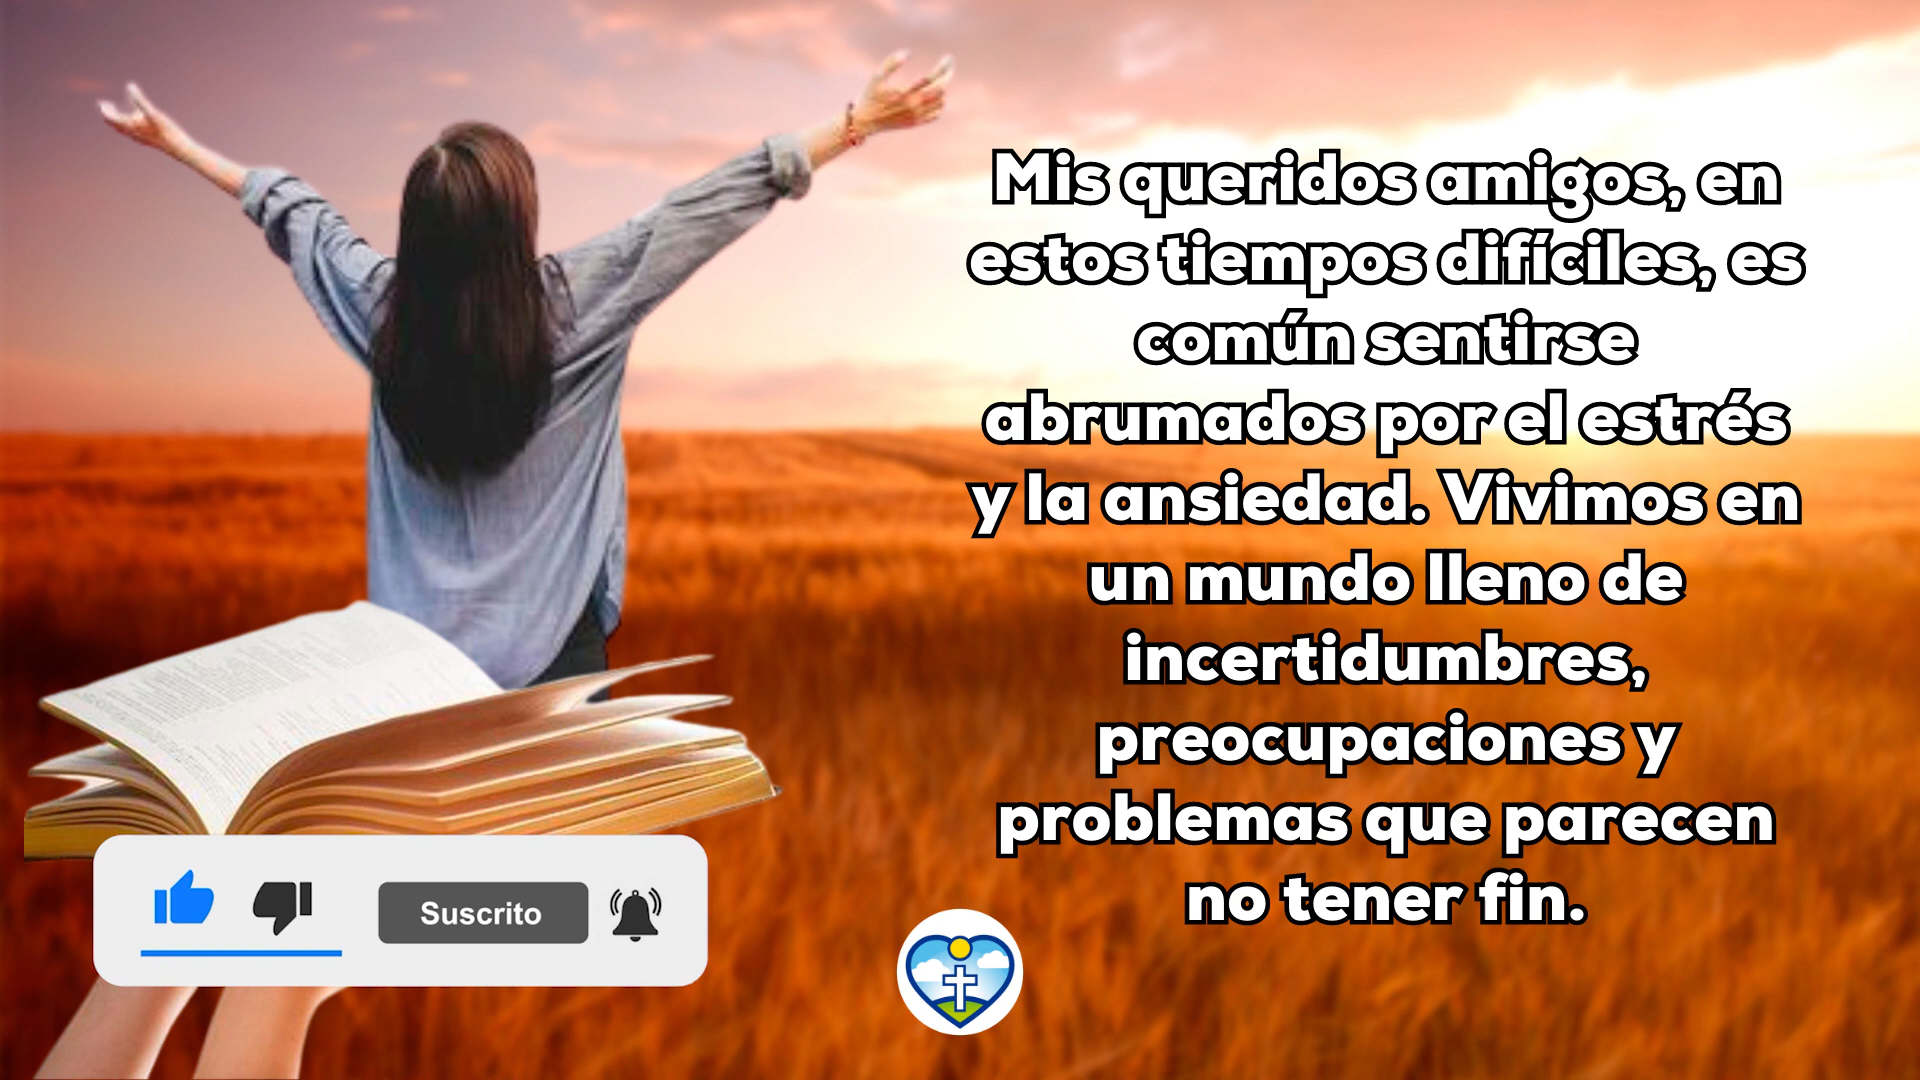 Mis queridos amigos, en
estos tiempos difíciles, es
común sentirse
abrumados por el estrés
y la ansiedad. Vivimos en
un mundo lleno de
incertidumbres,
preocupaciones y
problemas que parecen
no tener fin.
Suscrito